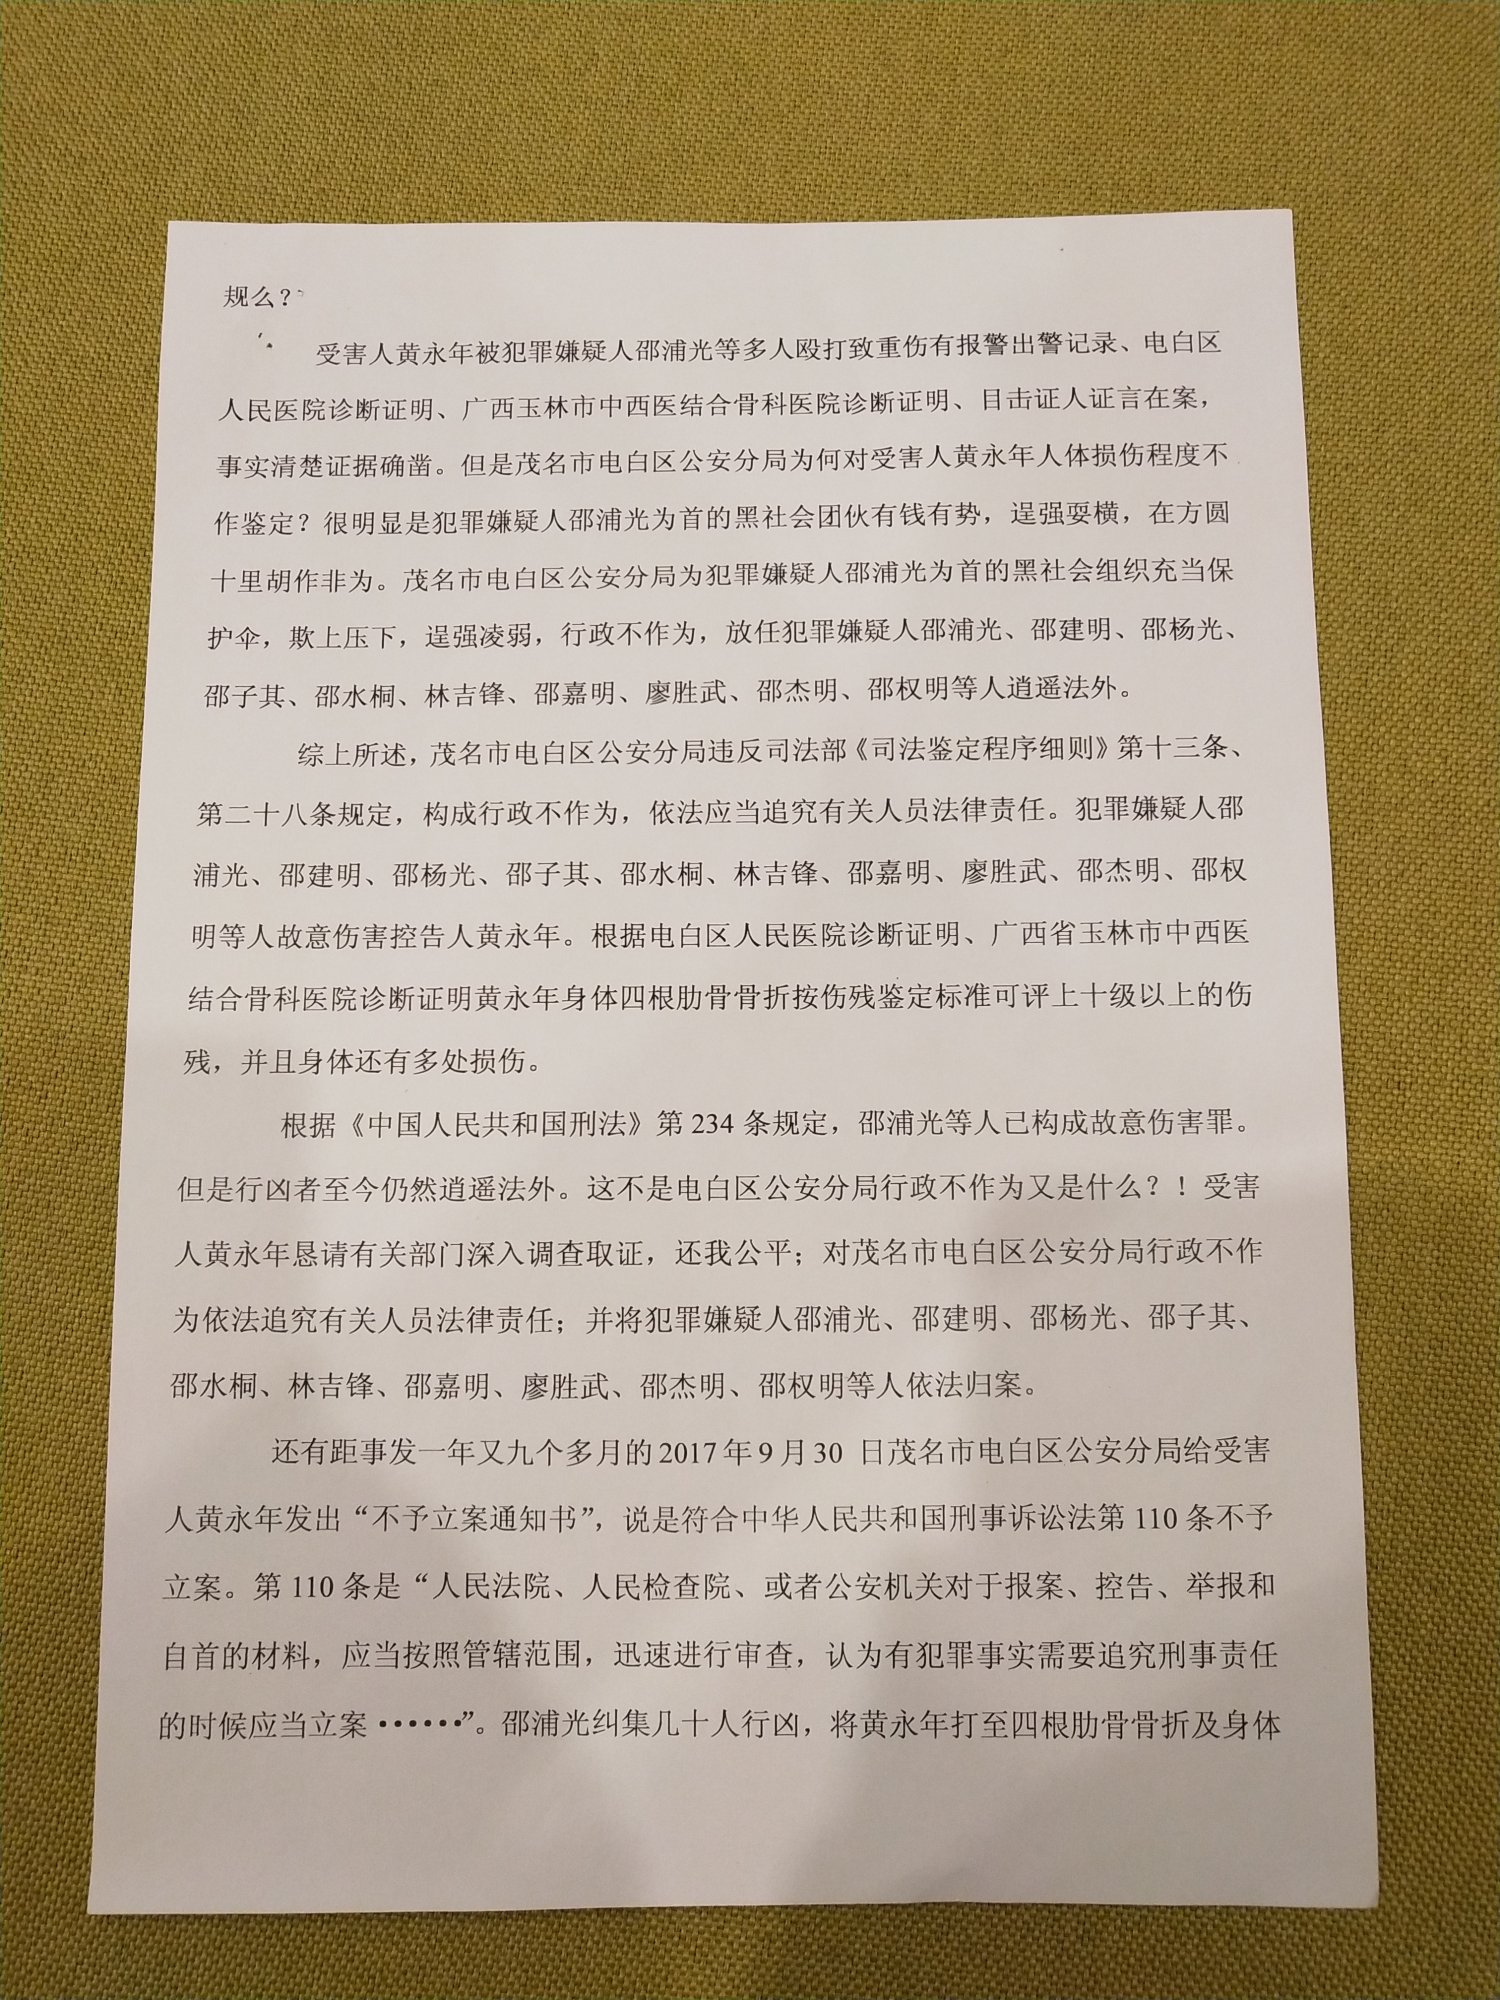 规么？
受害人黄永年被犯罪嫌疑人邵浦光等多人殴打致重伤有报警出警记录、电白区
人民医院诊断证明、广西玉林市中西医结合骨科医院诊断证明、目击证人证言在案，
事实清楚证据确凿。但是茂名市电白区公安分局为何对受害人黄永年人体损伤程度不
作鉴定？很明显是犯罪嫌疑人邵浦光为首的黑社会团伙有钱有势，逞强耍横，在方圆
十里胡作非为。茂名市电白区公安分局为犯罪嫌疑人邵浦光为首的黑社会组织充当保
护伞，欺上压下，逞强凌弱，行政不作为，放任犯罪嫌疑人邵浦光、邵建明、邵杨光、
邵子其、邵水桐、林吉锋、邵嘉明、廖胜武、邵杰明、邵权明等人逍遥法外。
综上所述，茂名市电白区公安分局违反司法部《司法鉴定程序细则》第十三条、
第二十八条规定，构成行政不作为，依法应当追究有关人员法律责任。犯罪嫌疑人邵
浦光、邵建明、邵杨光、邵子其、邵水桐、林吉锋、邵嘉明、廖胜武、邵杰明、邵权
明等人故意伤害控告人黄永年。根据电白区人民医院诊断证明、广西省玉林市中西医
结合骨科医院诊断证明黄永年身体四根肋骨骨折按伤残鉴定标准可评上十级以上的伤
残，并且身体还有多处损伤。
根据《中国人民共和国刑法》第 234 条规定，邵浦光等人已构成故意伤害罪。
但是行凶者至今仍然逍遥法外。这不是电白区公安分局行政不作为又是什么？！受害
人黄永年恳请有关部门深入调查取证，还我公平；对茂名市电白区公安分局行政不作
为依法追究有关人员法律责任；并将犯罪嫌疑人邵浦光、邵建明、邵杨光、邵子其、
邵水桐、林吉锋、邵嘉明、廖胜武、邵杰明、邵权明等人依法归案。
还有距事发一年又九个多月的 2017 年 9 月 30 日茂名市电白区公安分局给受害
人黄永年发出“不予立案通知书”，说是符合中华人民共和国刑事诉讼法第 110 条不予
立案。第 110 条是“人民法院、人民检查院、或者公安机关对于报案、控告、举报和
自首的材料，应当按照管辖范围，迅速进行审查，认为有犯罪事实需要追究刑事责任
的时候应当立案••••••”。邵浦光纠集几十人行凶，将黄永年打至四根肋骨骨折及身体